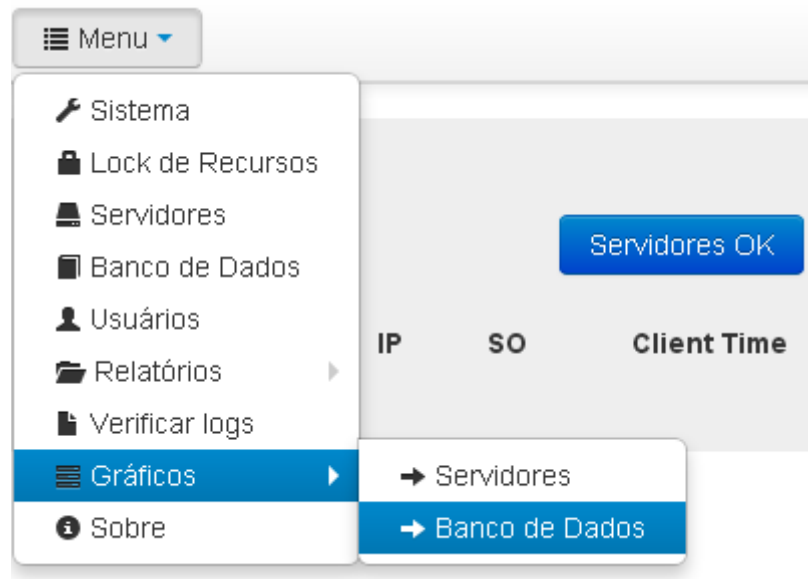 Menu
Sistema
Lock de Recursos
Servidores
Servidores OK
Banco de Dados
Usuários
IP SO Client Time
Relatórios
Verificar logs
Gráficos
Servidores
Banco de Dados
Sobre